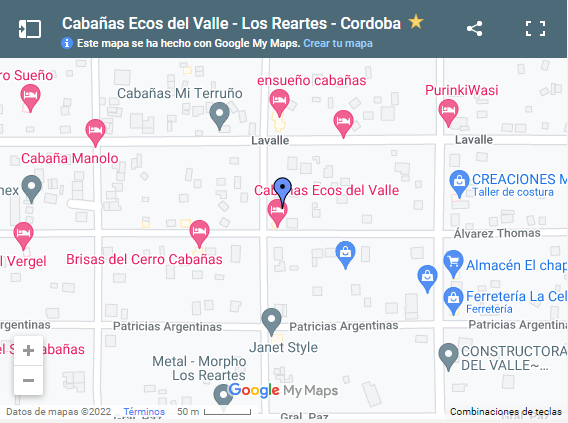 Cabañas Ecos del Valle - Los Reartes - Cordoba
Este mapa se ha hecho con Google My Maps. Crear tu mapa
ro Sueño
ensueño cabañas
Cabañas Mi Terruño
PurinkiWasi
Lavalle
Lavalle
Cabaña Manolo
CREACIONES M
Taller de costura
nex
Cabañas Ecos del Valle
Álvarez Thomas
l Vergel
Brisas del Cerro Cabañas
Almacén El chap
Ferretería La Cel
Ferretería
Argentinas
Patricias Argentinas
Patricias Argentinas
Patricias Arg
Janet Style
Cabañas
Metal - Morpho
Los Reartes
CONSTRUCTORA
DEL VALLE~
Google My Maps
Datos de mapas ©2022
Términos
50 m
Gral. Paz
Gral. Paz
Combinaciones de teclas